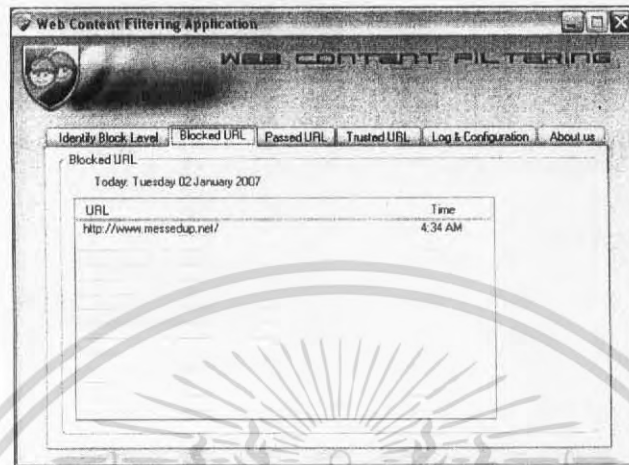 Web Content Filtering Application
WEB CONTENT FILTERING
Identify Block Level Blocked URL Passed URL Trusted URL Log & Configuration About us
Blocked URL
Today: Tuesday 02 January 2007
URL Time
http://www.messedup.net/ 4:34 AM